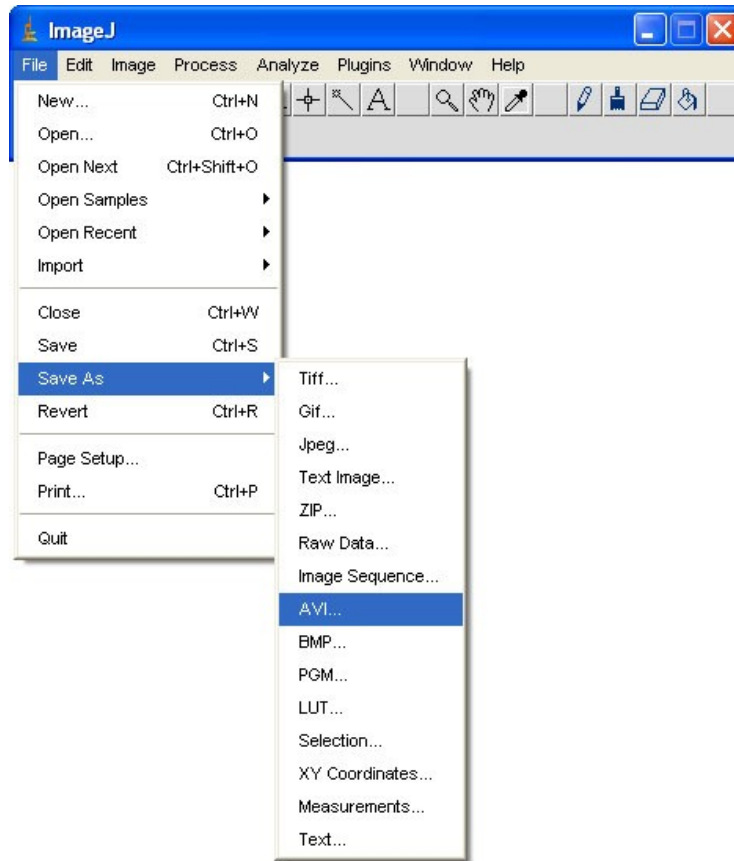 ImageJ
File Edit Image Process Analyze Plugins Window Help
A
New... Ctrl+N
Open... Ctrl+O
Open Next Ctrl+Shift+O
Open Samples
Open Recent
Import
Close Ctrl+W
Save Ctrl+S
Save As
Revert Ctrl+R
Page Setup...
Print... Ctrl+P
Quit
Tiff...
Gif...
Jpeg...
Text Image...
ZIP...
Raw Data...
Image Sequence...
AVI...
BMP...
PGM...
LUT...
Selection...
XY Coordinates...
Measurements...
Text...